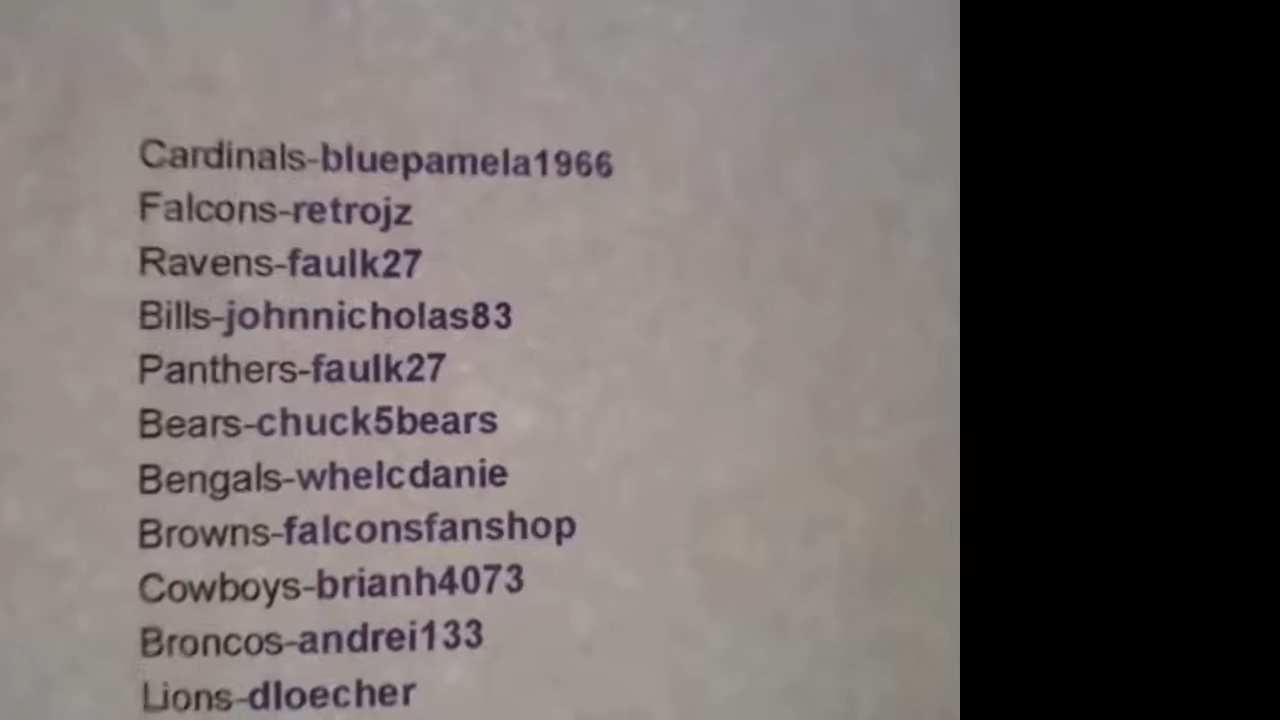 Cardinals-bluepamela1966
Falcons-retrojz
Ravens-faulk27
Bills-johnnicholas83
Panthers-faulk27
Bears-chuck5bears
Bengals-whelcdanie
Browns-falconsfanshop
Cowboys-brianh4073
Broncos-andrei133
Lions-dloecher